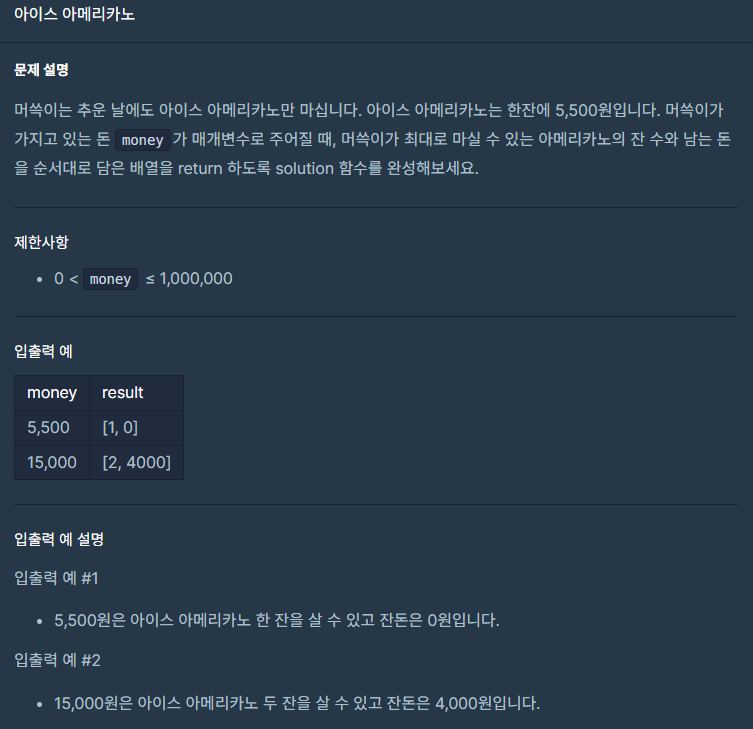 아이스 아메리카노
문제 설명
머쓱이는 추운 날에도 아이스 아메리카노만 마십니다. 아이스 아메리카노는 한잔에 5,500원입니다. 머쓱이가
가지고 있는 돈 money가 매개변수로 주어질 때, 머쓱이가 최대로 마실 수 있는 아메리카노의 잔 수와 남는 돈
을 순서대로 담은 배열을 return 하도록 solution 함수를 완성해보세요.
제한사항
• 0 < money ≤ 1,000,000
입출력 예
money result
5,500 [1, 0]
15,000 [2, 4000]
입출력 예 설명
입출력 예 #1
• 5,500원은 아이스 아메리카노 한 잔을 살 수 있고 잔돈은 0원입니다.
입출력 예 #2
• 15,000원은 아이스 아메리카노 두 잔을 살 수 있고 잔돈은 4,000원입니다.